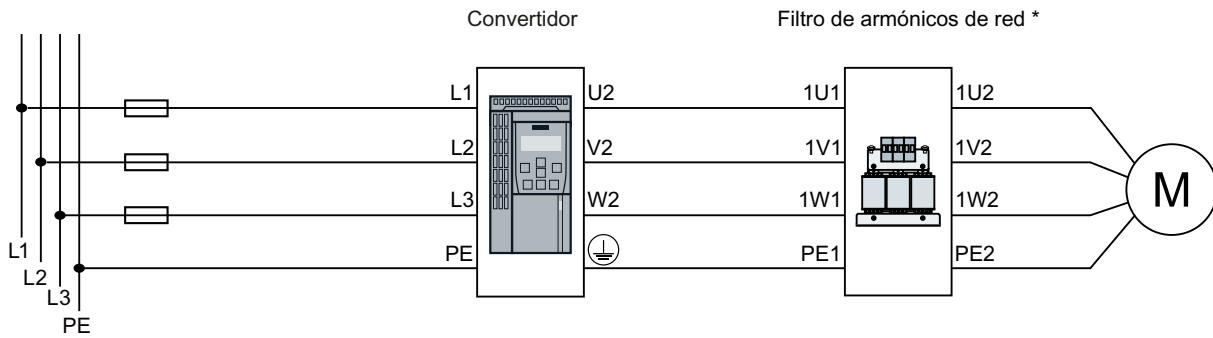 Convertidor
Filtro de armónicos de red *
L1 U2 1U1 1U2
L2 V2 1V1 1V2
L3 W2 1W1 1W2
PE PE1 PE2
M
L1
L2
L3
PE